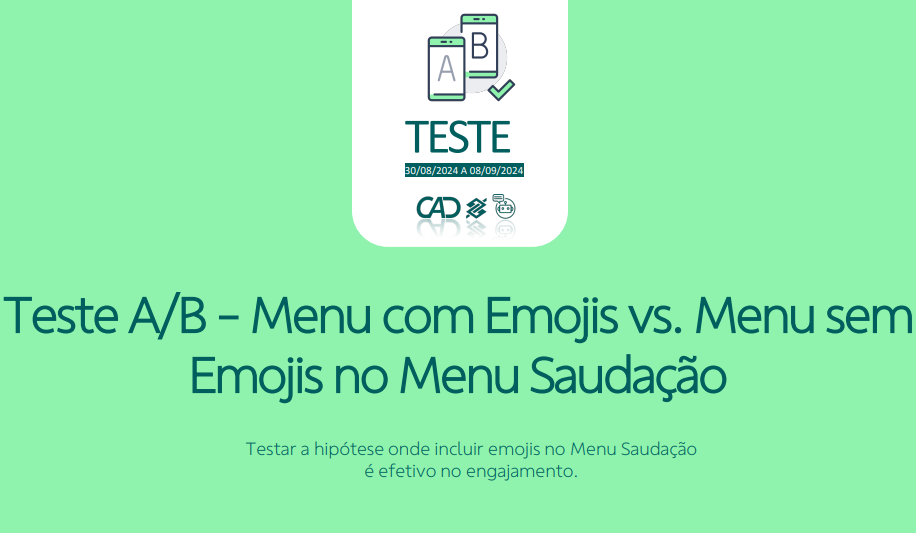 A
B
TESTE
30/08/2024 A 08/09/2024
CAD
Teste A/B – Menu com Emojis vs. Menu sem
Emojis no Menu Saudação
Testar a hipótese onde incluir emojis no Menu Saudação
é efetivo no engajamento.